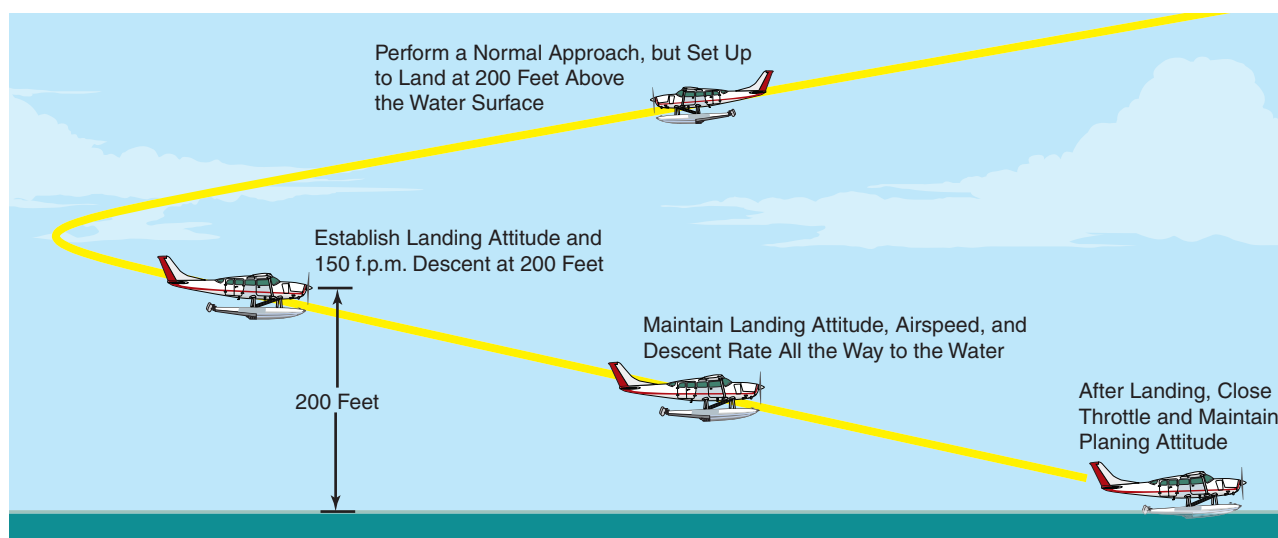 Perform a Normal Approach, but Set Up
to Land at 200 Feet Above
the Water Surface
Establish Landing Attitude and
150 f.p.m. Descent at 200 Feet
Maintain Landing Attitude, Airspeed, and
Descent Rate All the Way to the Water
200 Feet
After Landing, Close
Throttle and Maintain
Planing Attitude